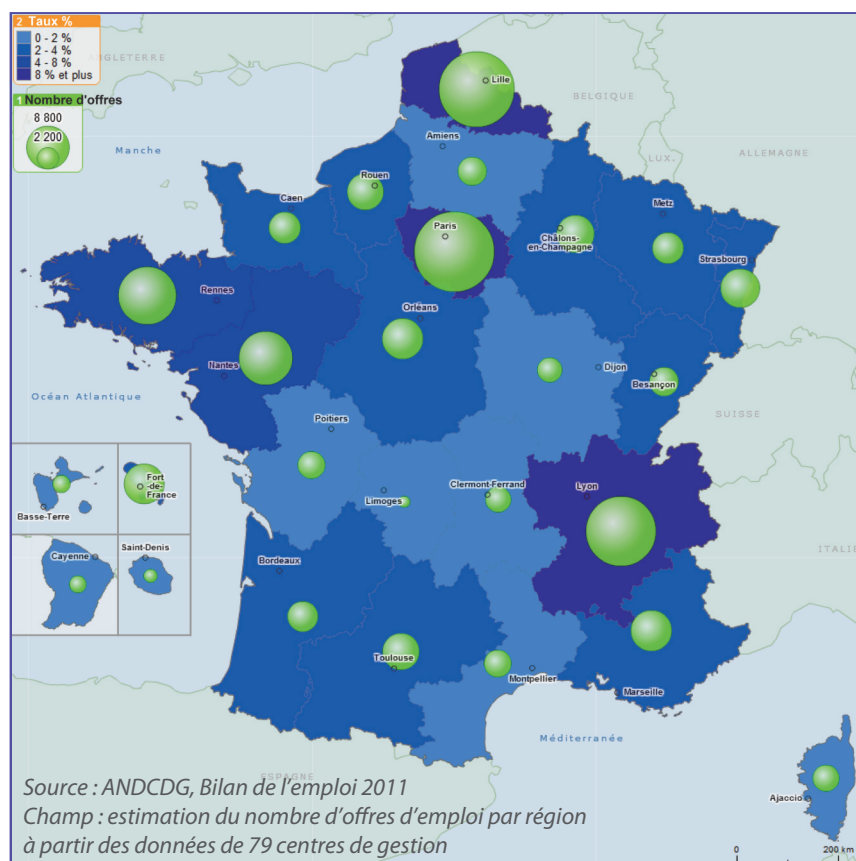 2 Taux %
0 - 2 %
2 - 4 %
4 - 8 %
8 % et plus
1 Nombre d'offres
8 800
2 200
ANGLETERRE
BELGIQUE
LUX.
ALLEMAGNE
Manche
Lille
Amiens
Rouen
Caen
Metz
Paris
Châlons-
en-Champagne
Strasbourg
Rennes
Orléans
Nantes
Dijon
Besançon
Océan Atlantique
SUISSE
Poitiers
Fort
-de-
France
Basse-Terre
Limoges
Clermont-Ferrand
Lyon
Cayenne
Saint-Denis
ITALIE
Bordeaux
Toulouse
Montpellier
Marseille
Méditerranée
ESPAGNE
Ajaccio
Source : ANDCDG, Bilan de l'emploi 2011
Champ : estimation du nombre d'offres d'emploi par région
à partir des données de 79 centres de gestion
0 200 km